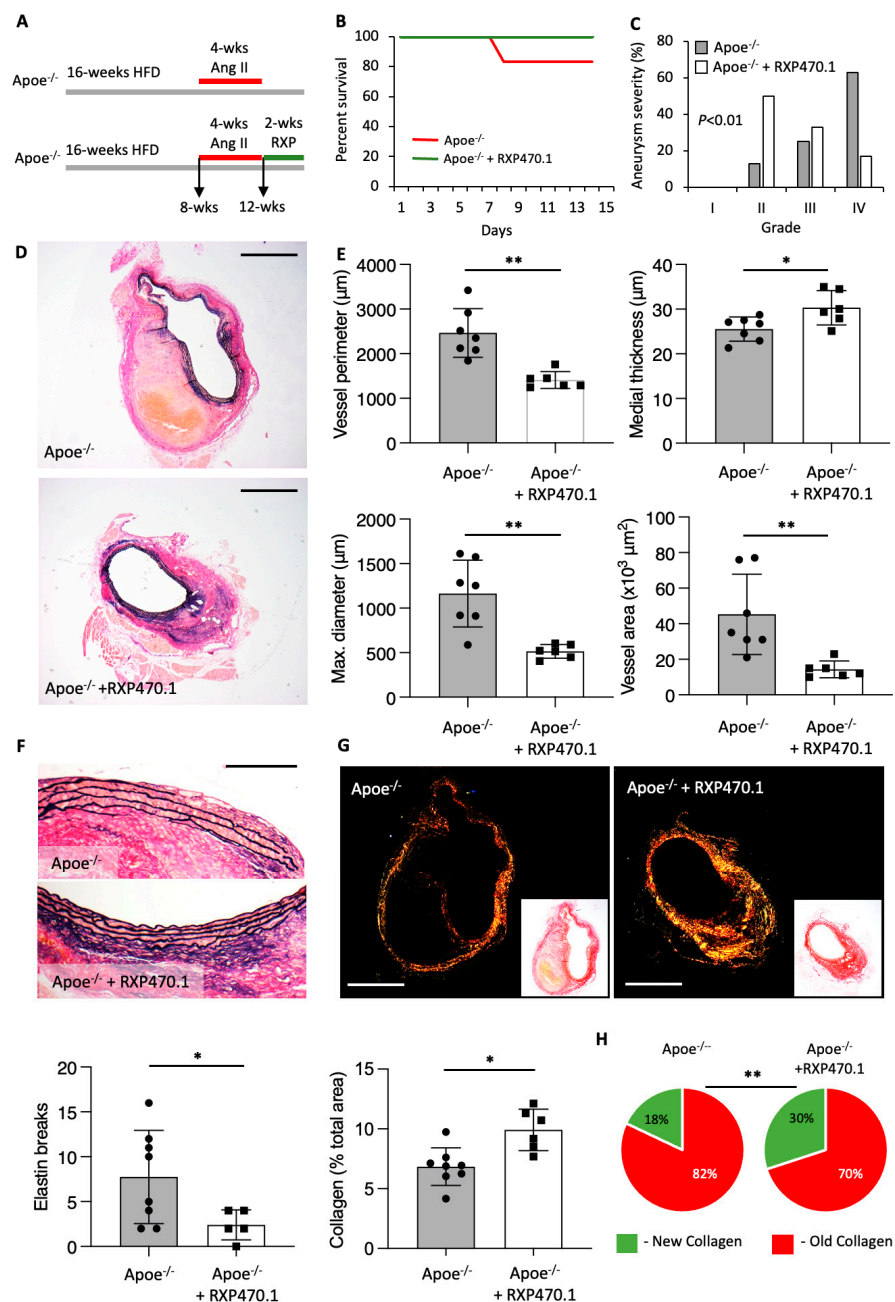 A
4-wks
Ang II
16-weeks HFD
Apoe-/-
4-wks
Ang II
2-wks
RXP
16-weeks HFD
Apoe-/-
8-wks
12-wks
B
Percent survival
100
80
60
40
20
0
Apoe-/-
Apoe-/- + RXP470.1
1 3 5 7 9 11 13 15
Days
C
Aneurysm severity (%)
80
60
40
20
0
Apoe-/-
Apoe-/- + RXP470.1
P<0.01
I II III IV
Grade
D
Apoe-/-
Apoe-/- +RXP470.1
E
Vessel perimeter (µm)
4000
3000
2000
1000
0
**
Apoe-/-
Apoe-/-
+ RXP470.1
Medial thickness (µm)
40
30
20
10
0
*
Apoe-/-
Apoe-/-
+ RXP470.1
Max. diameter (µm)
2000
1500
1000
500
0
**
Apoe-/-
Apoe-/-
+ RXP470.1
Vessel area (x10³ µm²)
100
80
60
40
20
0
**
Apoe-/-
Apoe-/-
+ RXP470.1
F
Apoe-/-
Apoe-/- + RXP470.1
Elastin breaks
20
15
10
5
0
*
Apoe-/-
Apoe-/-
+ RXP470.1
G
Apoe-/-
Apoe-/- + RXP470.1
Collagen (% total area)
15
10
5
0
*
Apoe-/-
Apoe-/-
+ RXP470.1
H
Apoe-/--
Apoe-/-
+RXP470.1
**
18%
82%
30%
70%
- New Collagen
- Old Collagen